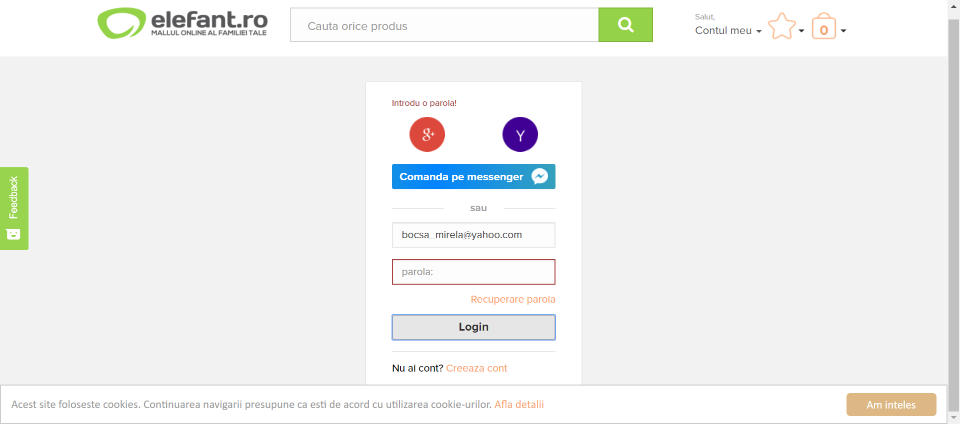 elefant.ro
MALLUL ONLINE AL FAMILIEI TALE
Cauta orice produs
Salut,
Contul meu
0
Introdu o parola!
g+
Y
Comanda pe messenger
sau
bocsa_mirela@yahoo.com
parola:
Recuperare parola
Login
Nu ai cont? Creeaza cont
Feedback
Acest site foloseste cookies. Continuarea navigarii presupune ca esti de acord cu utilizarea cookie-urilor. Afla detalii
Am inteles